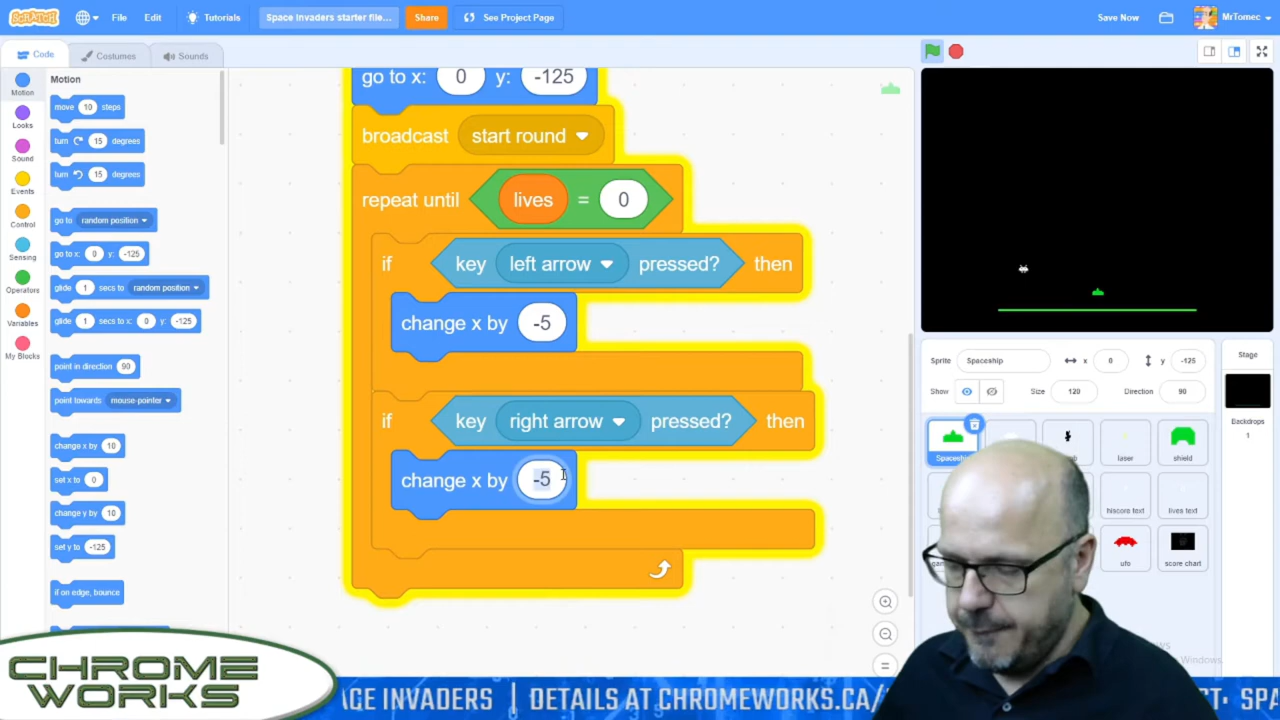 SCRATCH
File
Edit
Tutorials
Space Invaders starter file...
Share
See Project Page
Save Now
MrTomec
Code
Costumes
Sounds
Motion
Looks
Sound
Events
Control
Sensing
Operators
Variables
My Blocks
Motion
move 10 steps
turn 15 degrees
turn 15 degrees
go to random position
go to x: 0 y: -125
glide 1 secs to random position
glide 1 secs to x: 0 y: -125
point in direction 90
point towards mouse-pointer
change x by 10
set x to 0
change y by 10
set y to -125
if on edge, bounce
go to x: 0 y: -125
broadcast start round
repeat until lives = 0
if key left arrow pressed? then
change x by -5
if key right arrow pressed? then
change x by -5
Sprite Spaceship x 0 y -125
Show Size 120 Direction 90
Stage
Backdrops
1
Spaces
laser
shield
hiscore text
lives text
ufo
score chart
CHROME
WORKS
AGE INVADERS | DETAILS AT CHROMEWORKS.CA/
CT: SPA